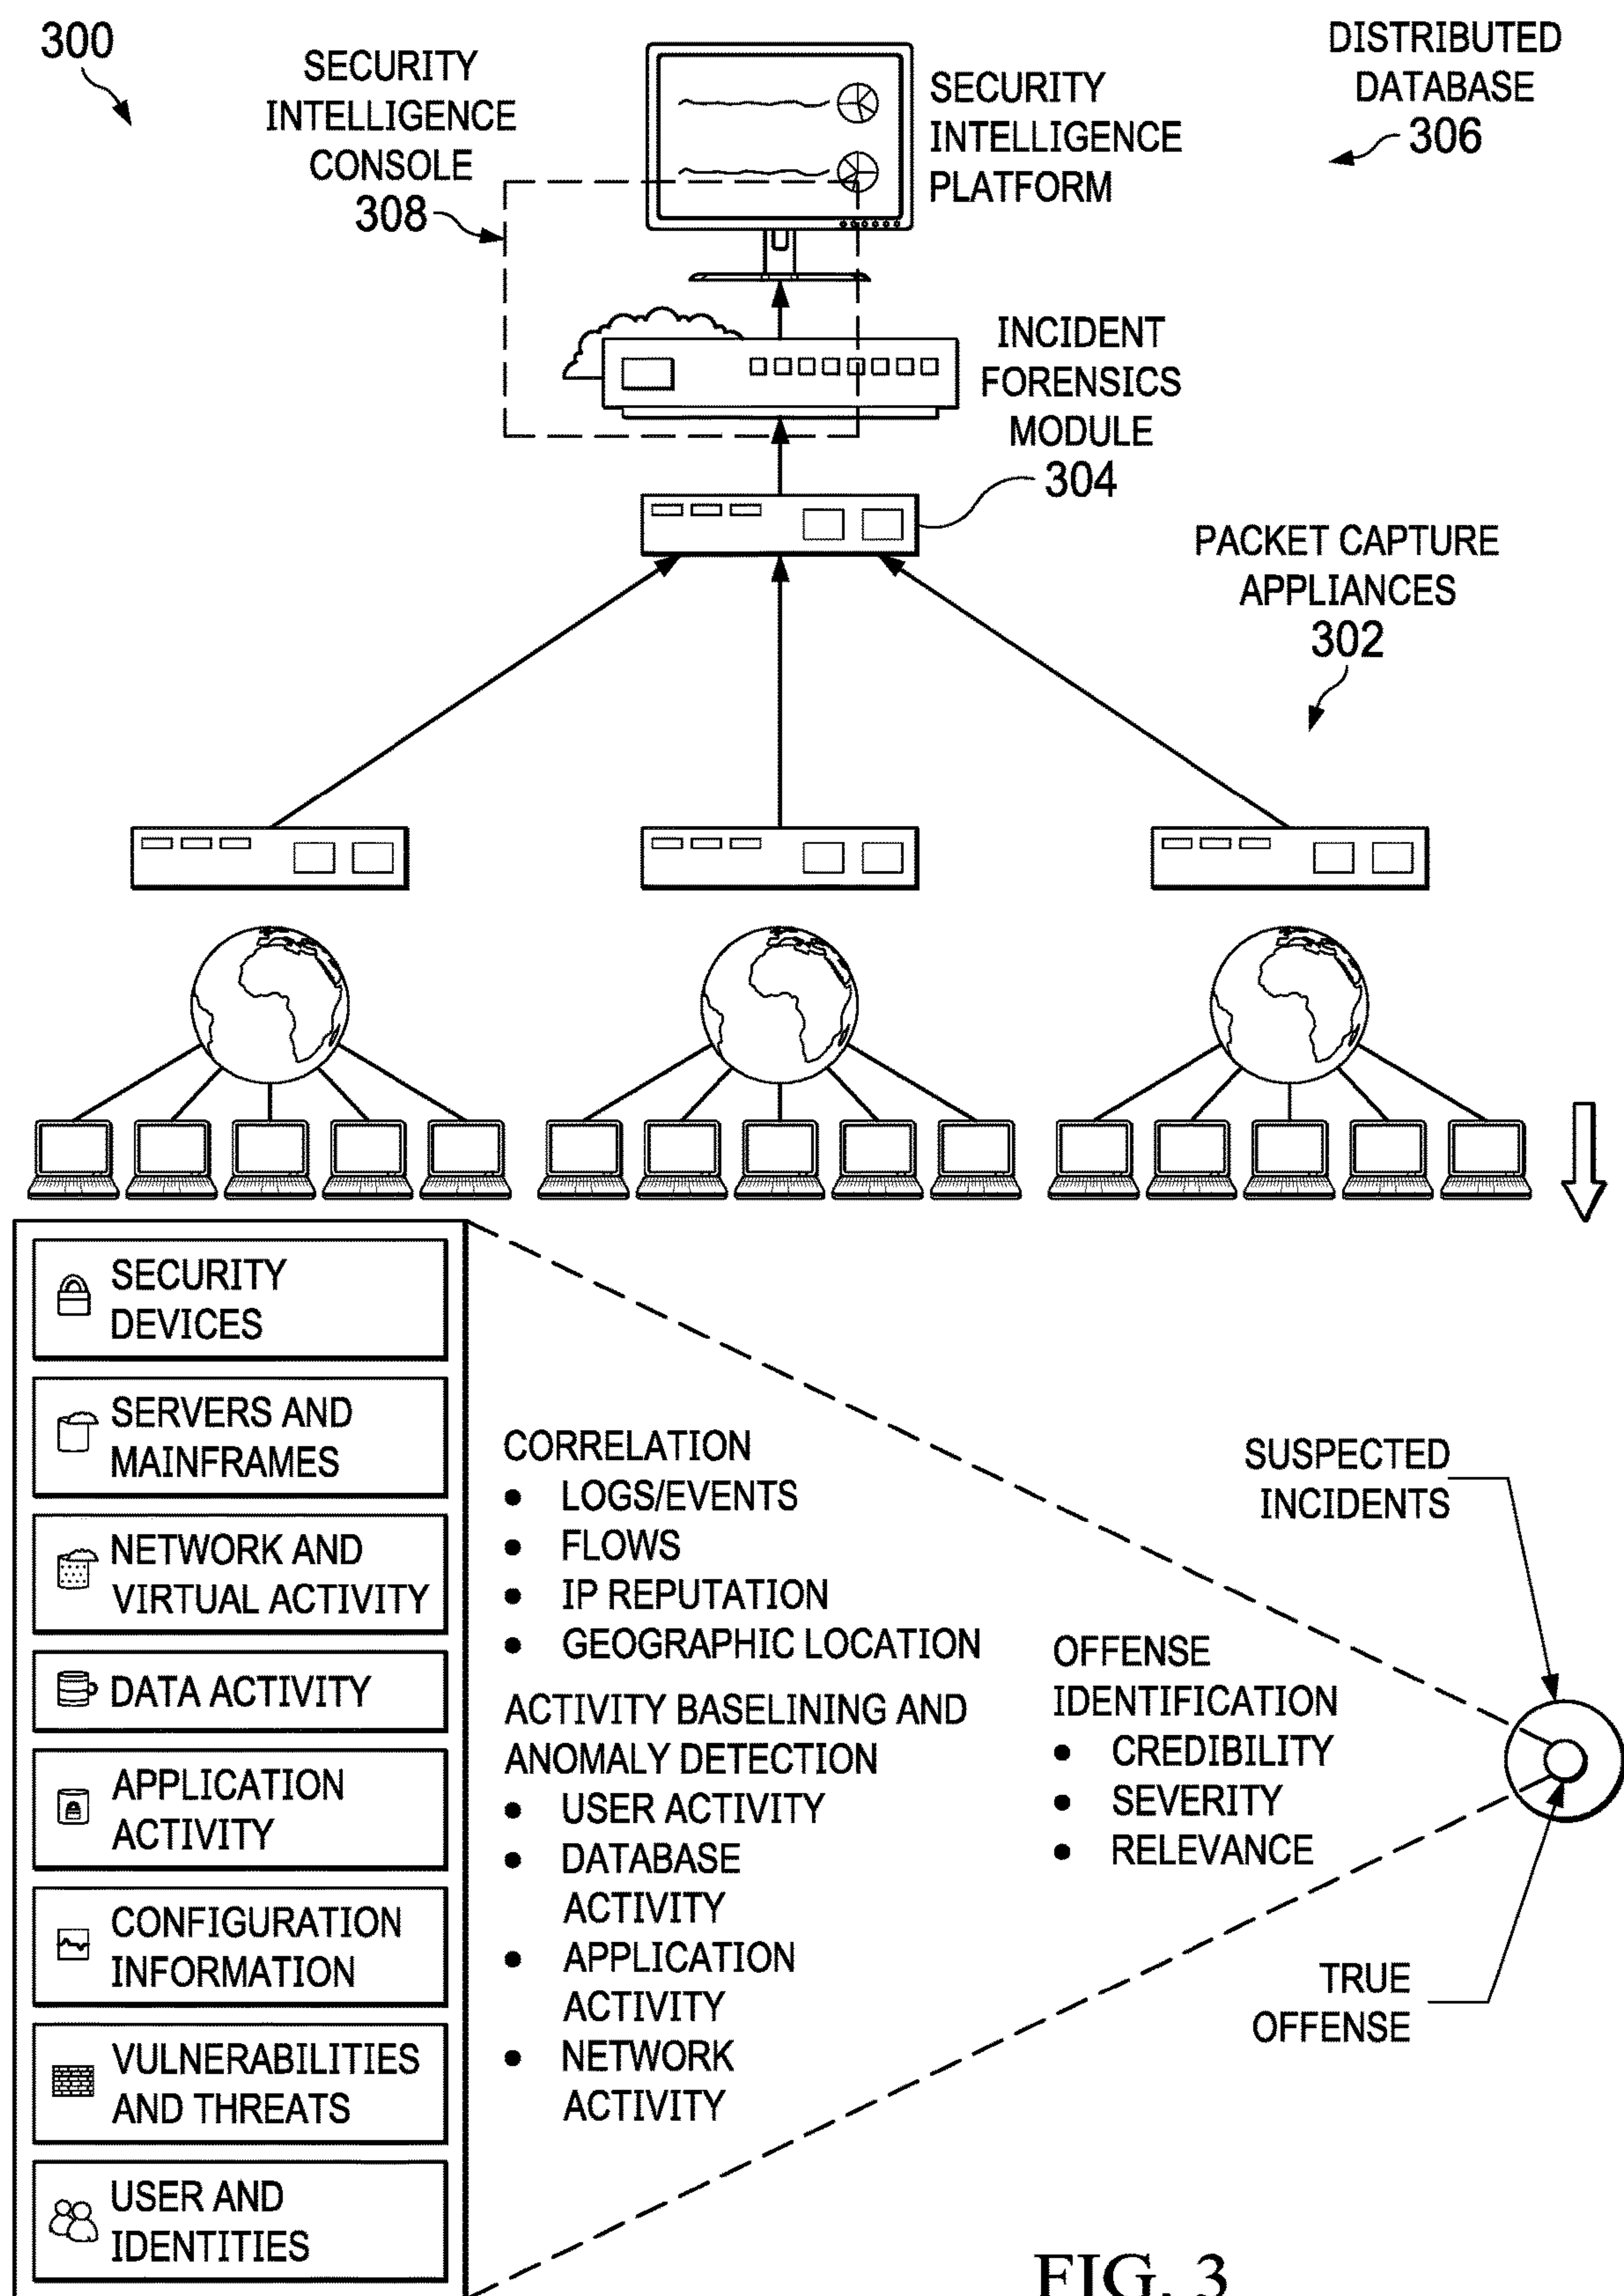 300
SECURITY
INTELLIGENCE
CONSOLE
308
SECURITY
INTELLIGENCE
PLATFORM
DISTRIBUTED
DATABASE
306
INCIDENT
FORENSICS
MODULE
304
PACKET CAPTURE
APPLIANCES
302
SECURITY
DEVICES
SERVERS AND
MAINFRAMES
NETWORK AND
VIRTUAL ACTIVITY
DATA ACTIVITY
APPLICATION
ACTIVITY
CONFIGURATION
INFORMATION
VULNERABILITIES
AND THREATS
USER AND
IDENTITIES
CORRELATION
• LOGS/EVENTS
• FLOWS
• IP REPUTATION
• GEOGRAPHIC LOCATION
ACTIVITY BASELINING AND
ANOMALY DETECTION
• USER ACTIVITY
• DATABASE
ACTIVITY
• APPLICATION
ACTIVITY
• NETWORK
ACTIVITY
OFFENSE
IDENTIFICATION
• CREDIBILITY
• SEVERITY
• RELEVANCE
SUSPECTED
INCIDENTS
TRUE
OFFENSE
FIG. 3